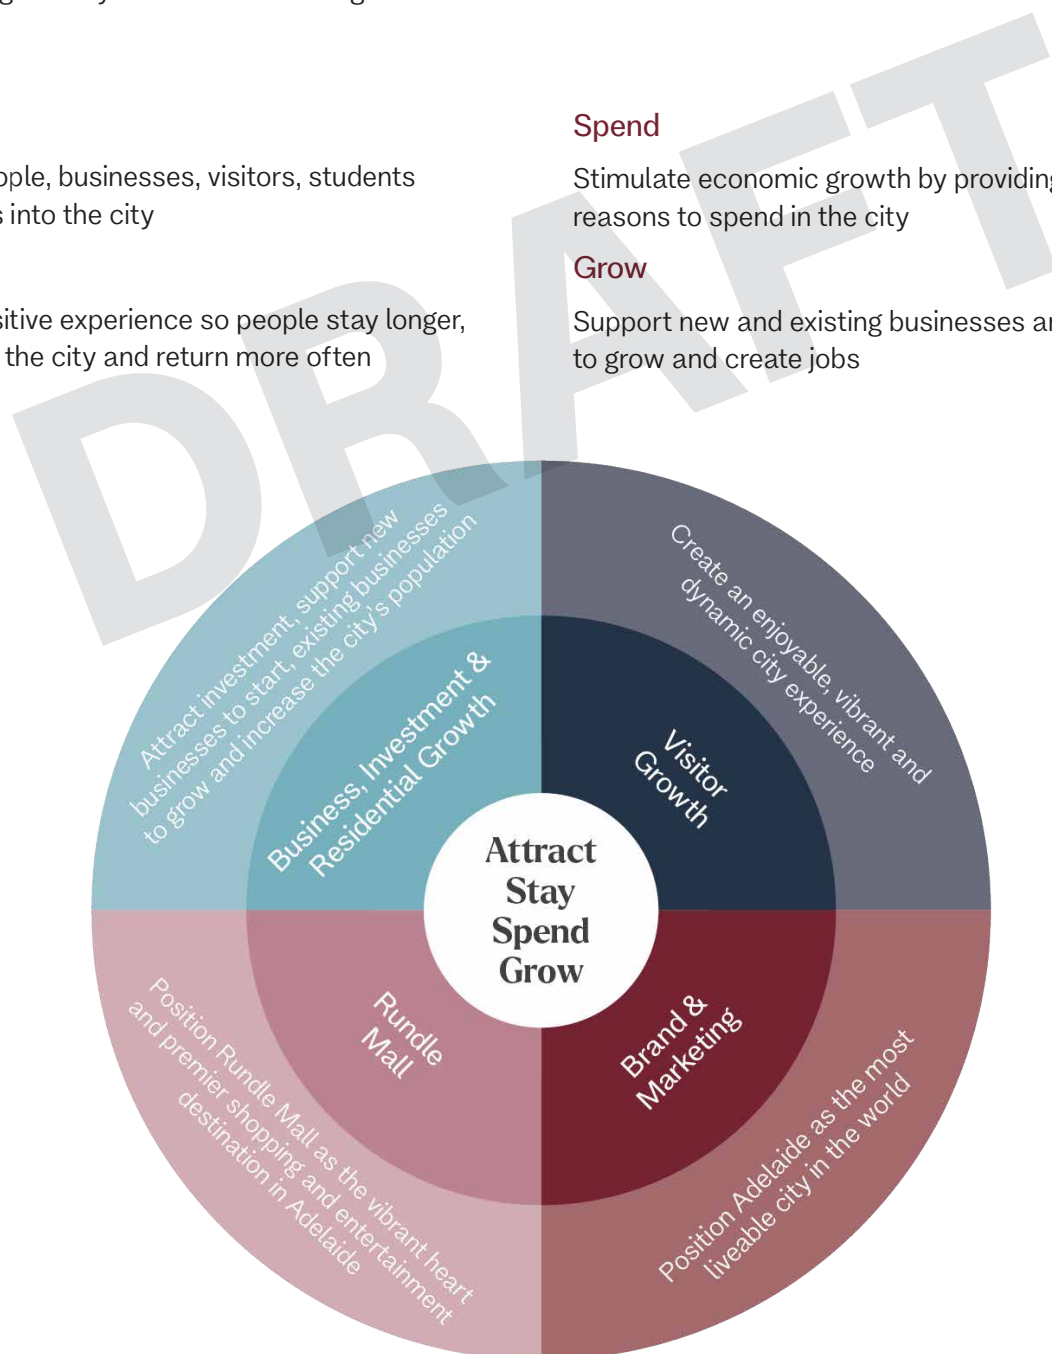 ople, businesses, visitors, students
s into the city
sitive experience so people stay longer,
the city and return more often
Spend
Stimulate economic growth by providing
reasons to spend in the city
Grow
Support new and existing businesses
to grow and create jobs
DRAFT
Attract investment, support new
businesses to start, existing businesses
to grow and increase the city's population
Business, Investment &
Residential Growth
Create an enjoyable, vibrant and
dynamic city experience
Visitor
Growth
Attract
Stay
Spend
Grow
Rundle
Mall
Position Rundle Mall as the vibrant heart
and premier shopping and entertainment
destination in Adelaide
Brand &
Marketing
Position Adelaide as the most
liveable city in the world